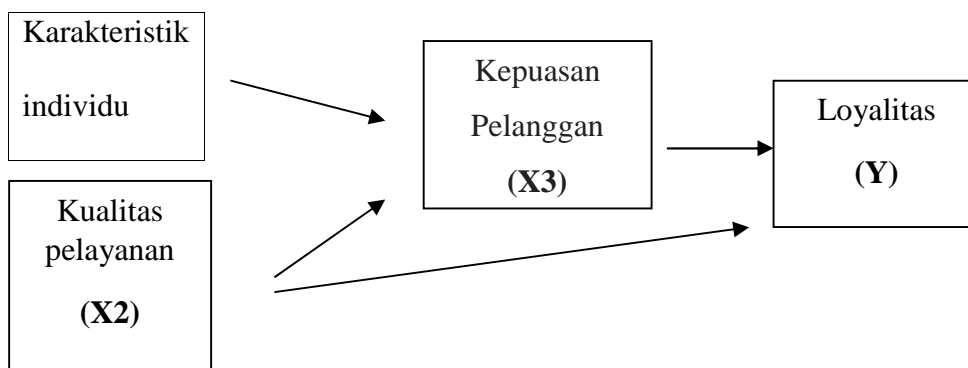 Karakteristik
individu
Kualitas
pelayanan
(X2)
Kepuasan
Pelanggan
(X3)
Loyalitas
(Y)